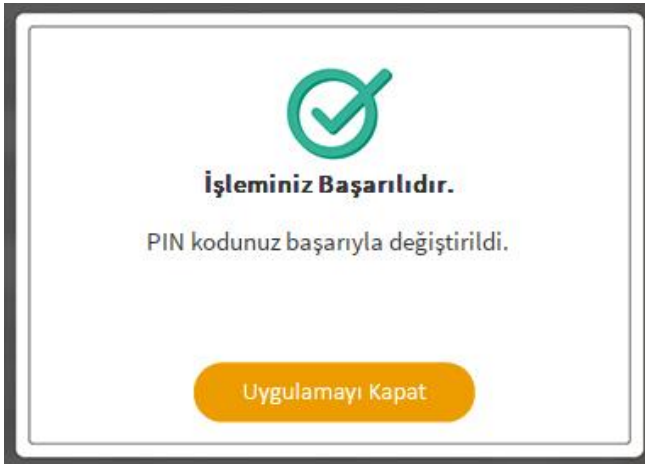 İşleminiz Başarılıdır.
PIN kodunuz başarıyla değiştirildi.
Uygulamayı Kapat